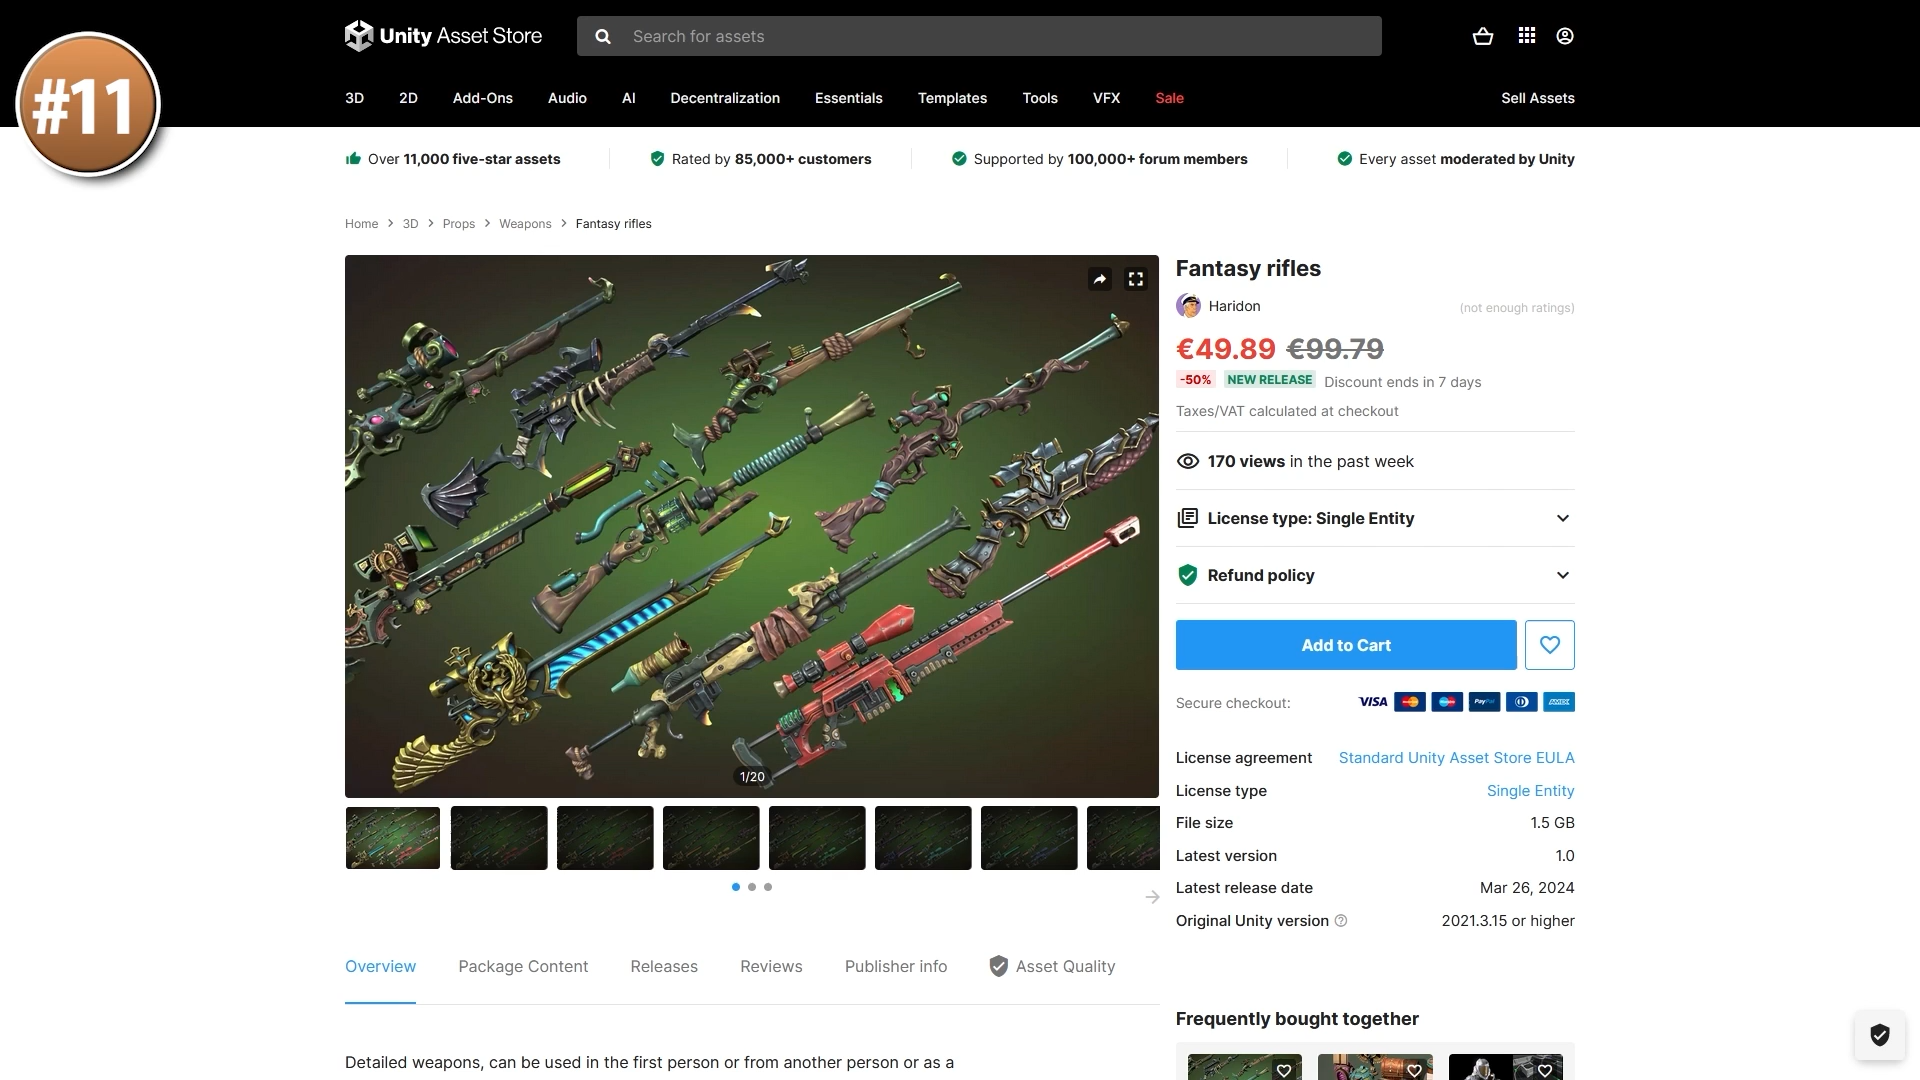 #11
Unity Asset Store
Search for assets
3D 2D Add-Ons Audio AI Decentralization Essentials Templates Tools VFX Sale Sell Assets
Over 11,000 five-star assets
Rated by 85,000+ customers
Supported by 100,000+ forum members
Every asset moderated by Unity
Home > 3D > Props > Weapons > Fantasy rifles
1/20
Fantasy rifles
Haridon
(not enough ratings)
€49.89 €99.79
-50% NEW RELEASE Discount ends in 7 days
Taxes/VAT calculated at checkout
170 views in the past week
License type: Single Entity
Refund policy
Add to Cart
Secure checkout:
VISA PayPal AMEX
License agreement Standard Unity Asset Store EULA
License type Single Entity
File size 1.5 GB
Latest version 1.0
Latest release date Mar 26, 2024
Original Unity version 2021.3.15 or higher
Overview Package Content Releases Reviews Publisher info Asset Quality
Detailed weapons, can be used in the first person or from another person or as a
Frequently bought together